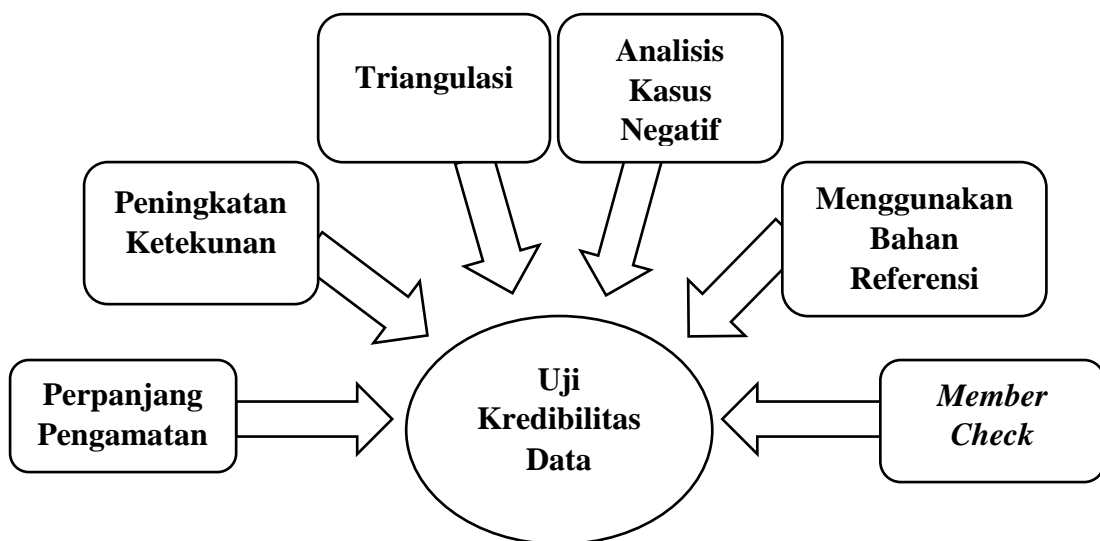 Triangulasi
Analisis
Kasus
Negatif
Peningkatan
Ketekunan
Menggunakan
Bahan
Referensi
Perpanjang
Pengamatan
Uji
Kredibilitas
Data
Member
Check